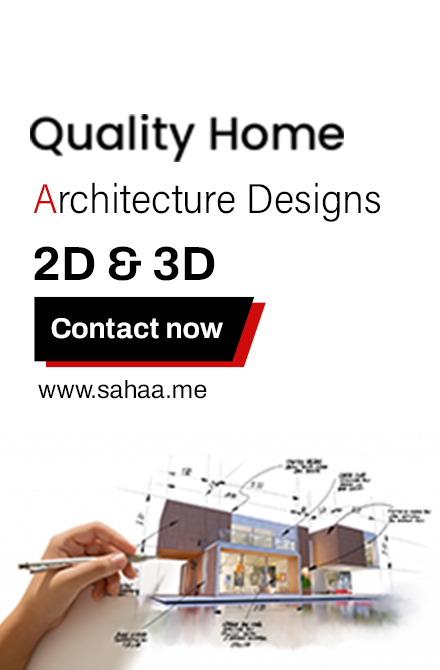 Quality Home
Architecture Designs
2D & 3D
Contact now
www.sahaa.me